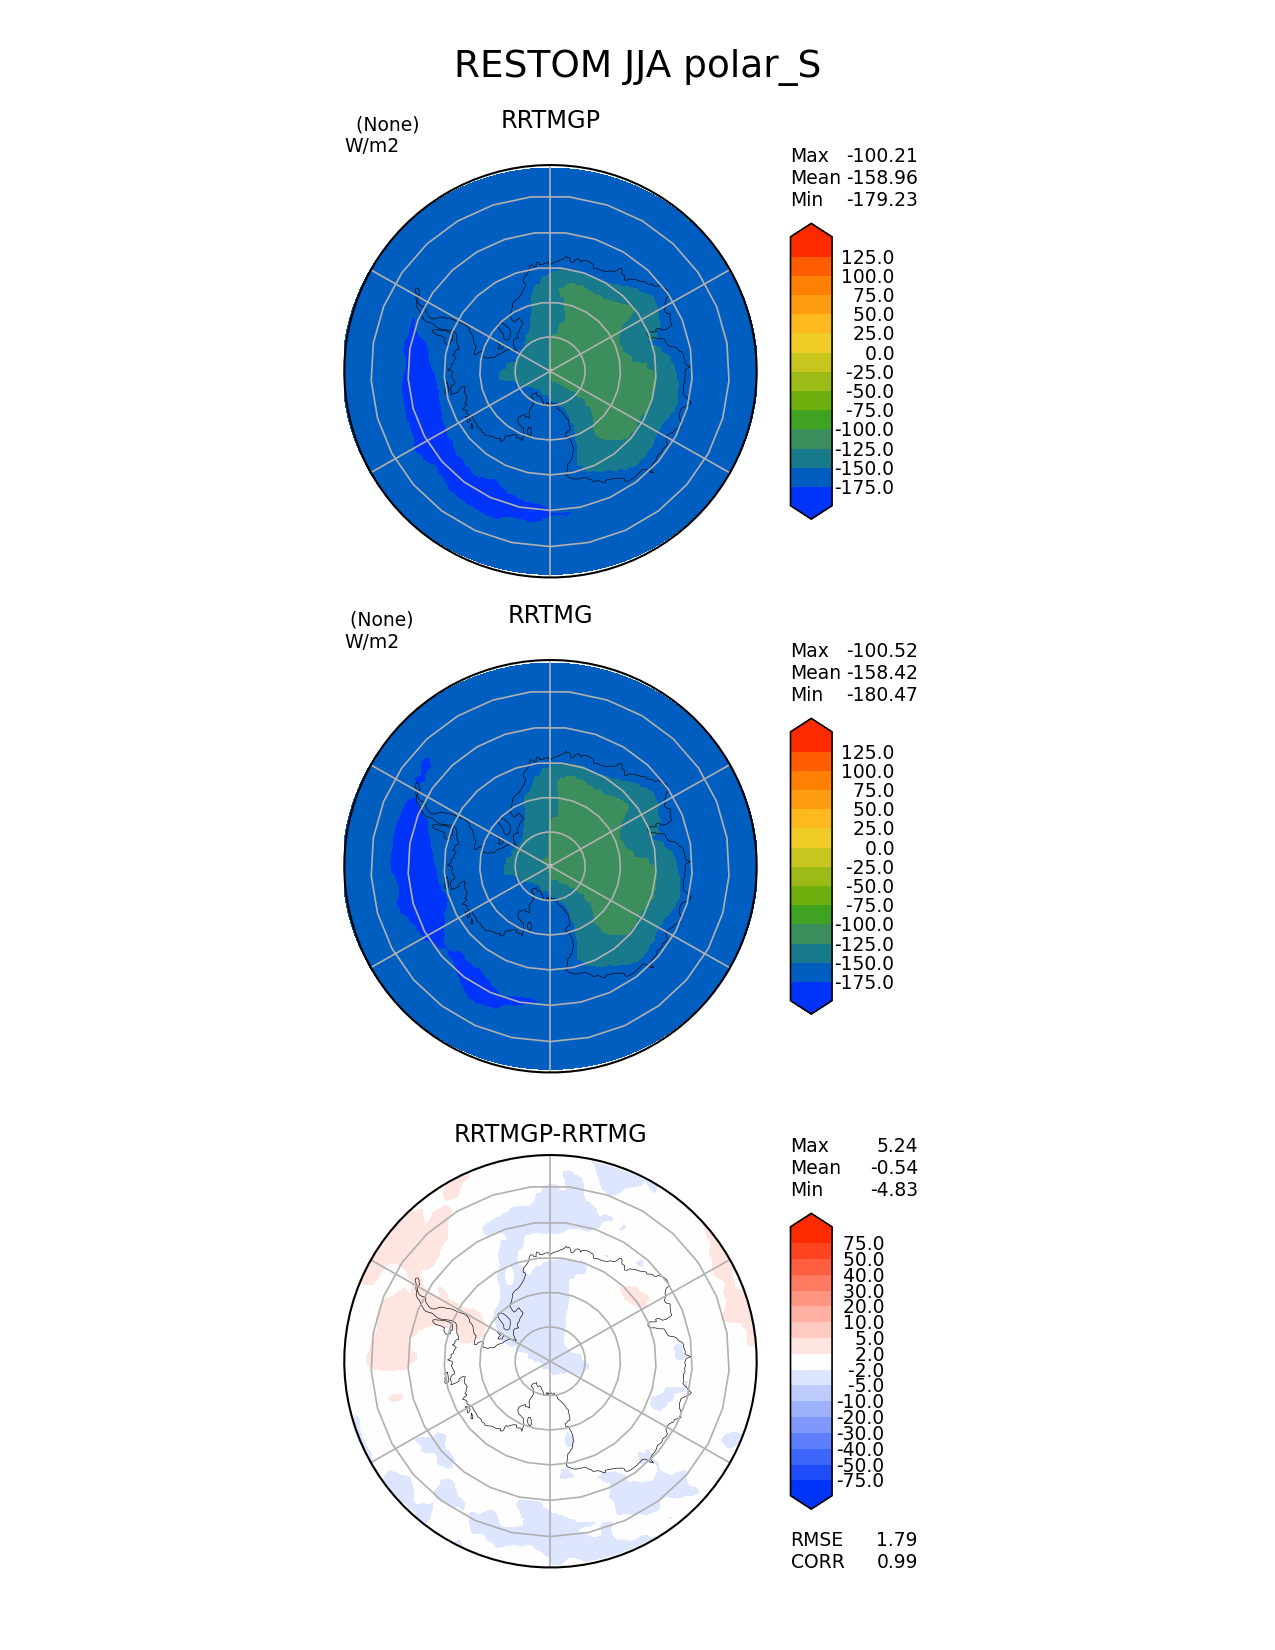 RESTOM JJA polar_S
RRTMGP
(None)
W/m2
Max -100.21
Mean -158.96
Min -179.23
125.0
100.0
75.0
50.0
25.0
0.0
-25.0
-50.0
-75.0
-100.0
-125.0
-150.0
-175.0
RRTMG
(None)
W/m2
Max -100.52
Mean -158.42
Min -180.47
125.0
100.0
75.0
50.0
25.0
0.0
-25.0
-50.0
-75.0
-100.0
-125.0
-150.0
-175.0
RRTMGP-RRTMG
Max 5.24
Mean -0.54
Min -4.83
75.0
50.0
40.0
30.0
20.0
10.0
5.0
2.0
-2.0
-5.0
-10.0
-20.0
-30.0
-40.0
-50.0
-75.0
RMSE 1.79
CORR 0.99